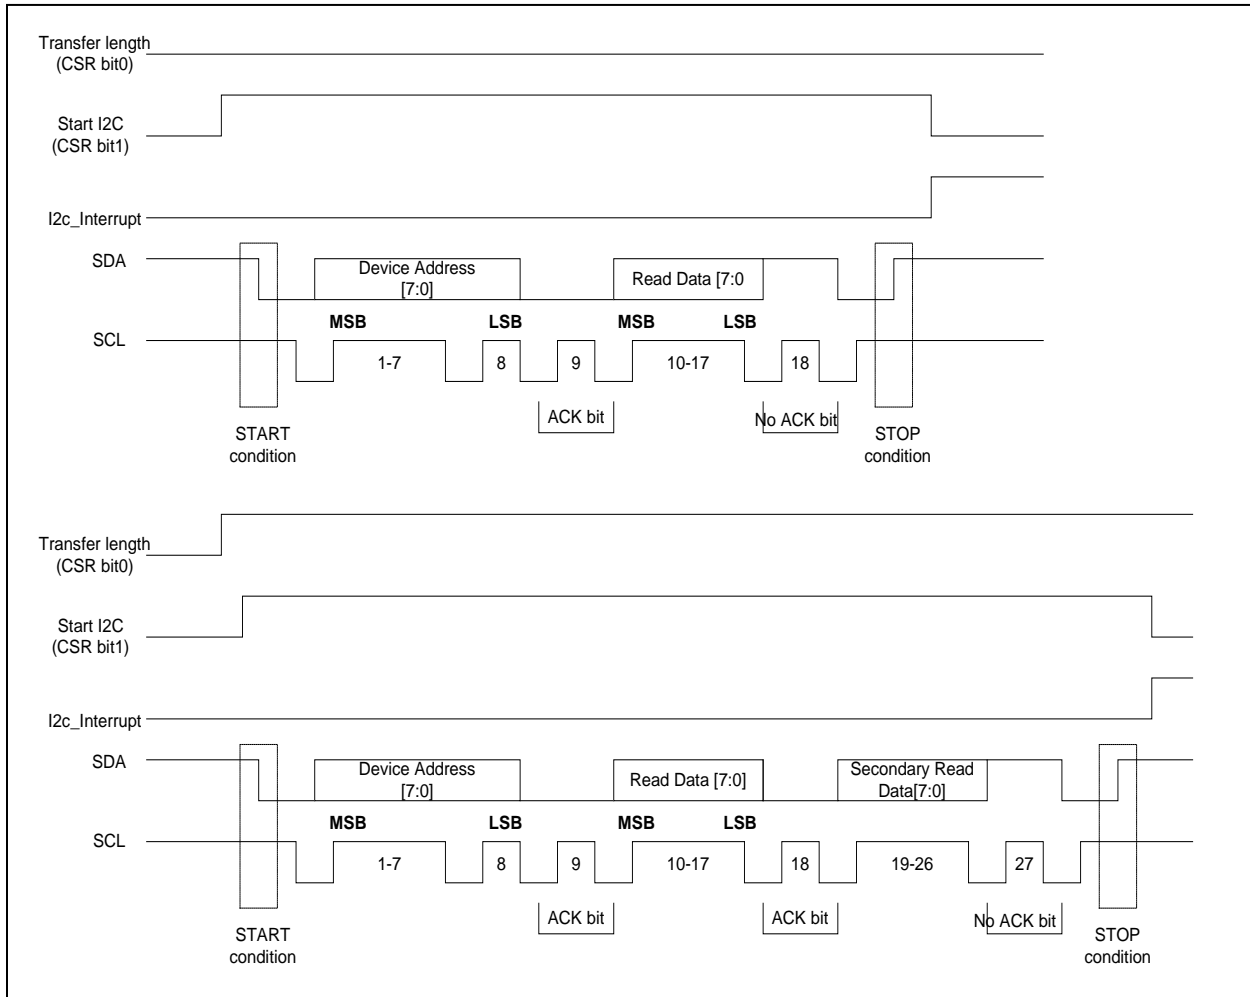 Transfer length
(CSR bit0)
Start I2C
(CSR bit1)
I2c_Interrupt
SDA
Device Address
[7:0]
Read Data [7:0
MSB LSB MSB LSB
SCL
1-7 8 9 10-17 18
ACK bit No ACK bit
START
condition
STOP
condition
Transfer length
(CSR bit0)
Start I2C
(CSR bit1)
I2c_Interrupt
SDA
Device Address
[7:0]
Read Data [7:0]
Secondary Read
Data[7:0]
MSB LSB MSB LSB
SCL
1-7 8 9 10-17 18 19-26 27
ACK bit ACK bit No ACK bit
START
condition
STOP
condition